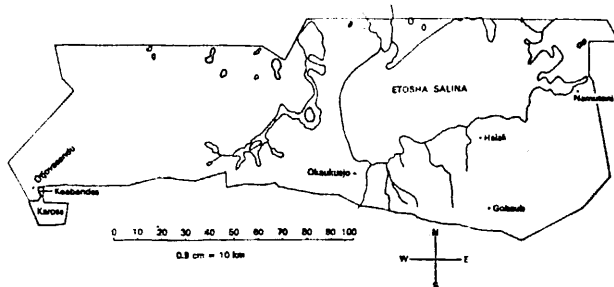 ETOSHA SALINA
Namutoni
Halali
Okaukuejo
Otjovasandu
Kaabandes
Kaross
Gobaub
0 10 20 30 40 50 60 70 80 90 100
0.9 cm = 10 km
N
W E
S